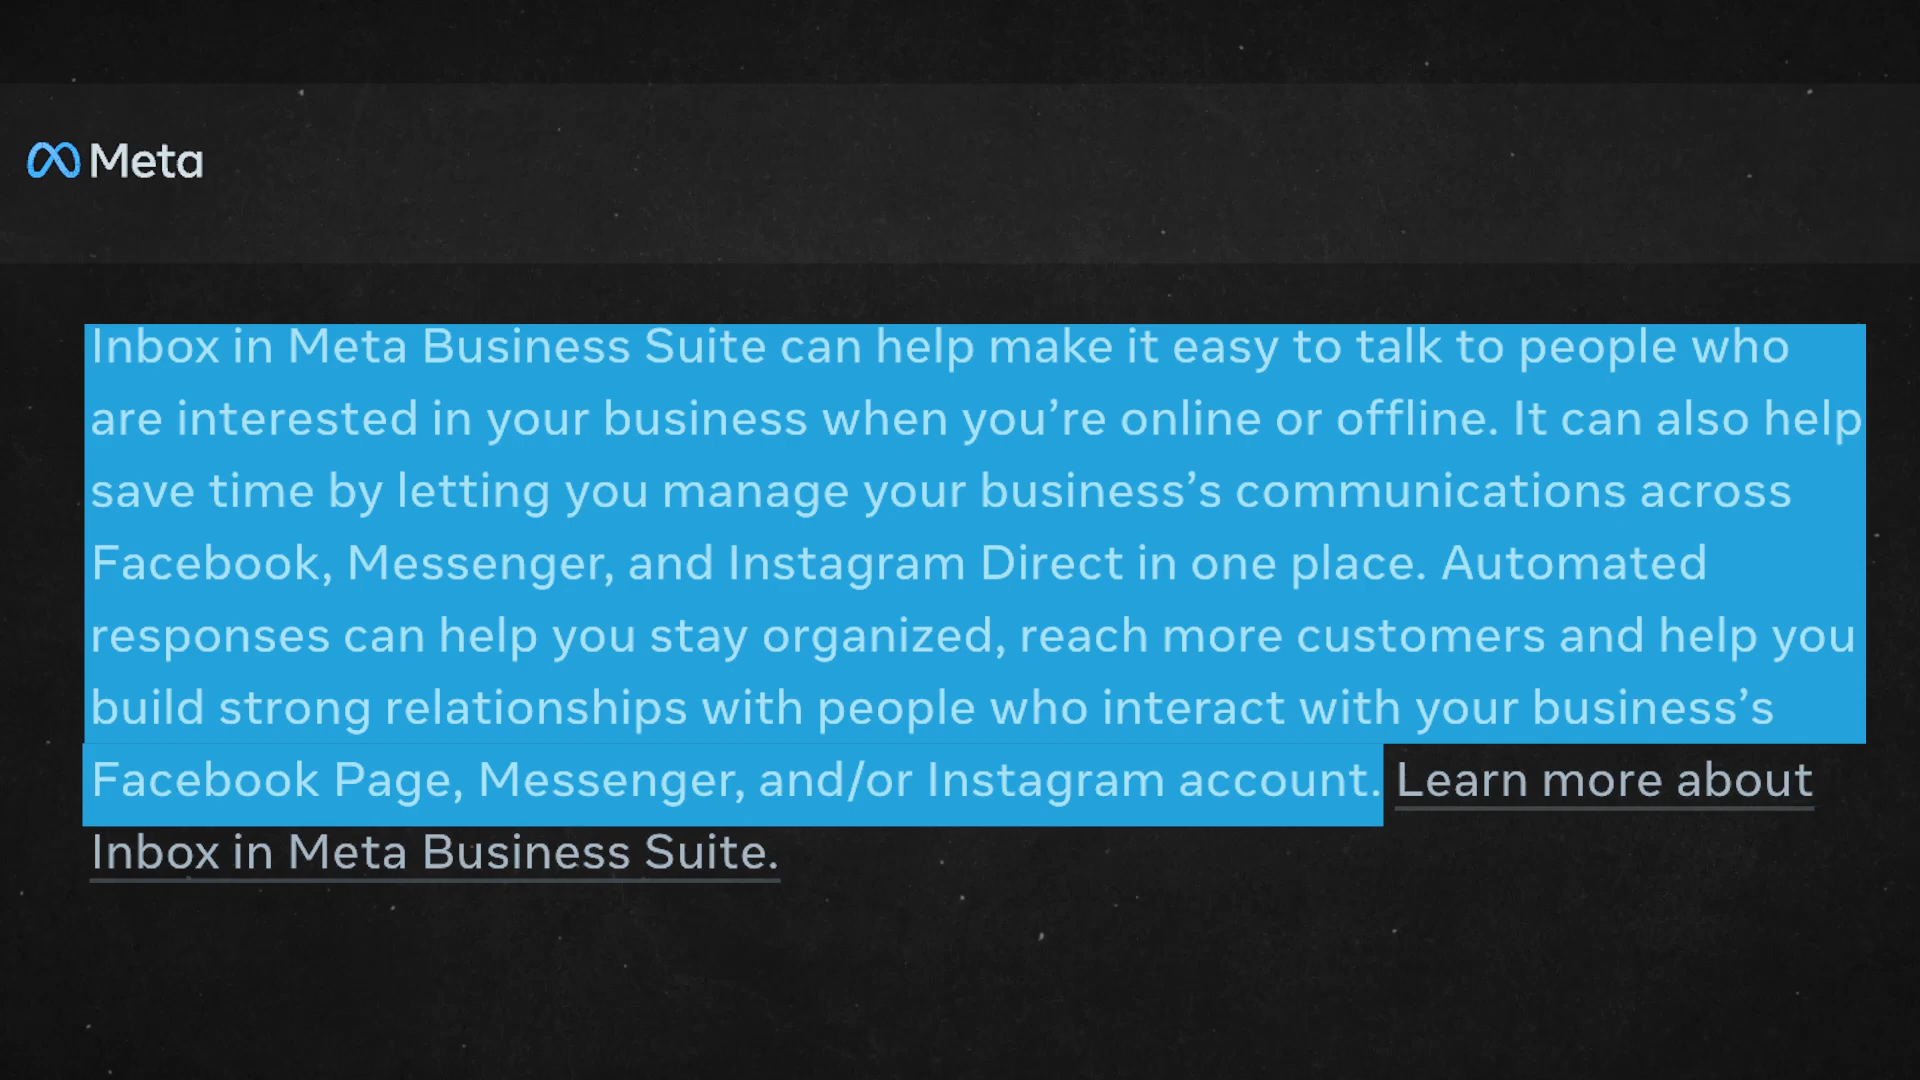 Meta
Inbox in Meta Business Suite can help make it easy to talk to people who
are interested in your business when you’re online or offline. It can also help
save time by letting you manage your business’s communications across
Facebook, Messenger, and Instagram Direct in one place. Automated
responses can help you stay organized, reach more customers and help you
build strong relationships with people who interact with your business’s
Facebook Page, Messenger, and/or Instagram account. Learn more about
Inbox in Meta Business Suite.